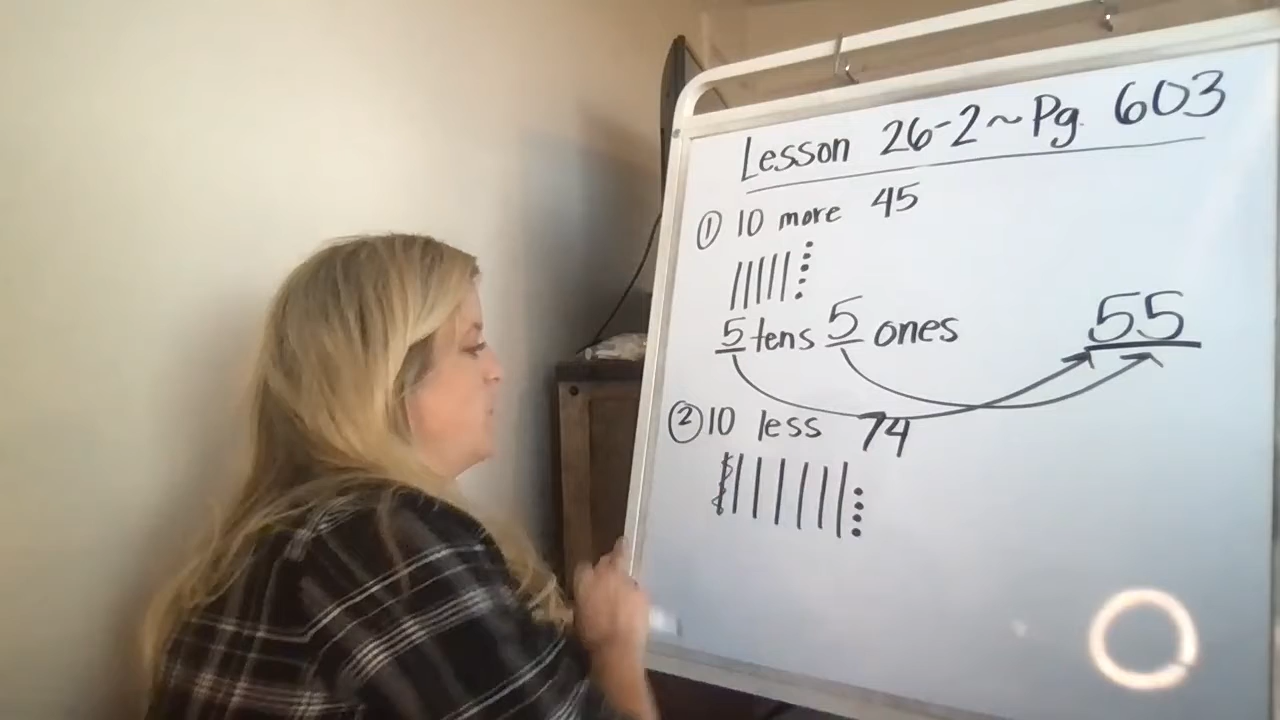 Lesson 26-2~Pg. 603
① 10 more 45
5 tens 5 ones 55
② 10 less 74